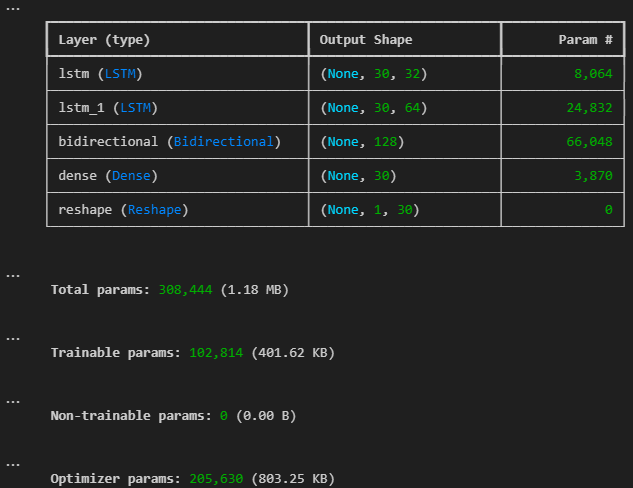 ...
Layer (type) Output Shape Param #
lstm (LSTM) (None, 30, 32) 8,064
lstm_1 (LSTM) (None, 30, 64) 24,832
bidirectional (Bidirectional) (None, 128) 66,048
dense (Dense) (None, 30) 3,870
reshape (Reshape) (None, 1, 30) 0
...
Total params: 308,444 (1.18 MB)
...
Trainable params: 102,814 (401.62 KB)
...
Non-trainable params: 0 (0.00 B)
...
Optimizer params: 205,630 (803.25 KB)